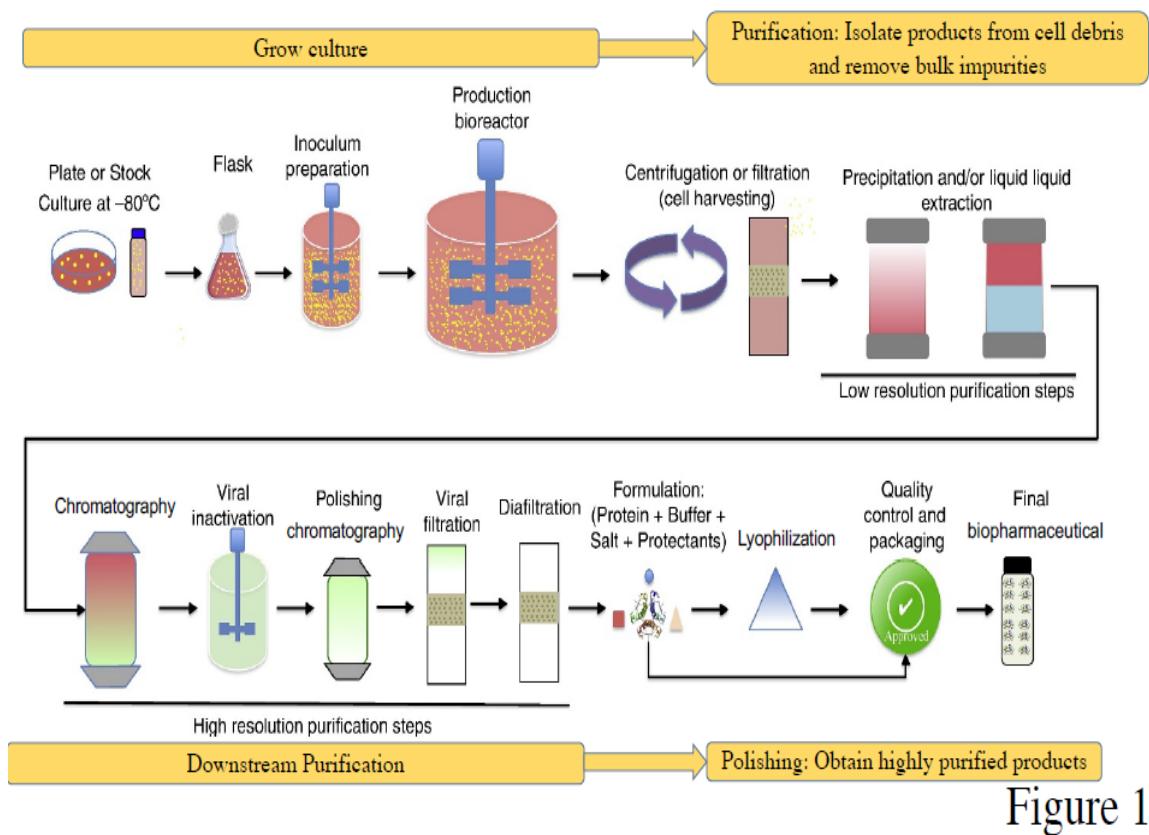 Grow culture
Purification: Isolate products from cell debris
and remove bulk impurities
Plate or Stock
Culture at –80°C
Flask
Inoculum
preparation
Production
bioreactor
Centrifugation or filtration
(cell harvesting)
Precipitation and/or liquid liquid
extraction
Low resolution purification steps
Chromatography
Viral
inactivation
Polishing
chromatography
Viral
filtration
Diafiltration
Formulation:
(Protein + Buffer +
Salt + Protectants)
Lyophilization
Quality
control and
packaging
Approved
Final
biopharmaceutical
High resolution purification steps
Downstream Purification
Polishing: Obtain highly purified products
Figure 1